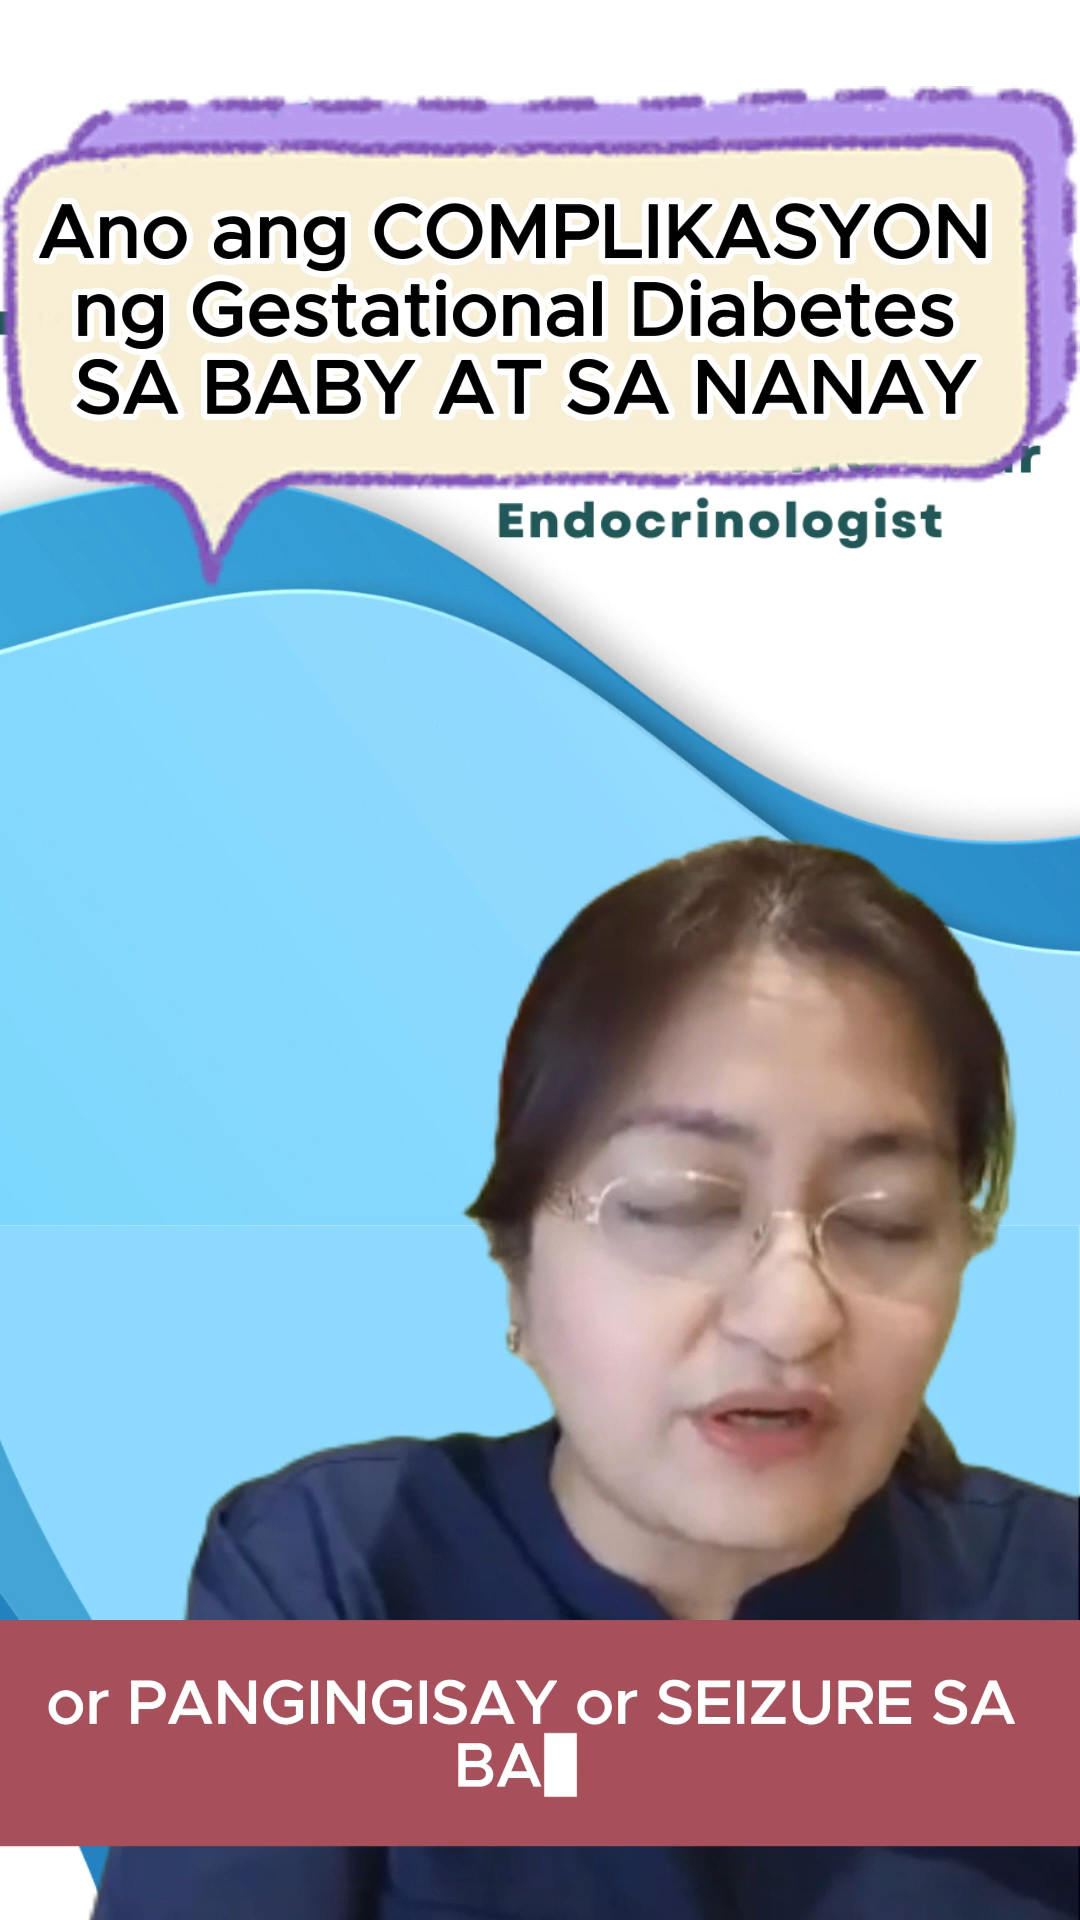 Ano ang COMPLIKASYON
ng Gestational Diabetes
SA BABY AT SA NANAY
Endocrinologist
or PANGINGISAY or SEIZURE SA
BA